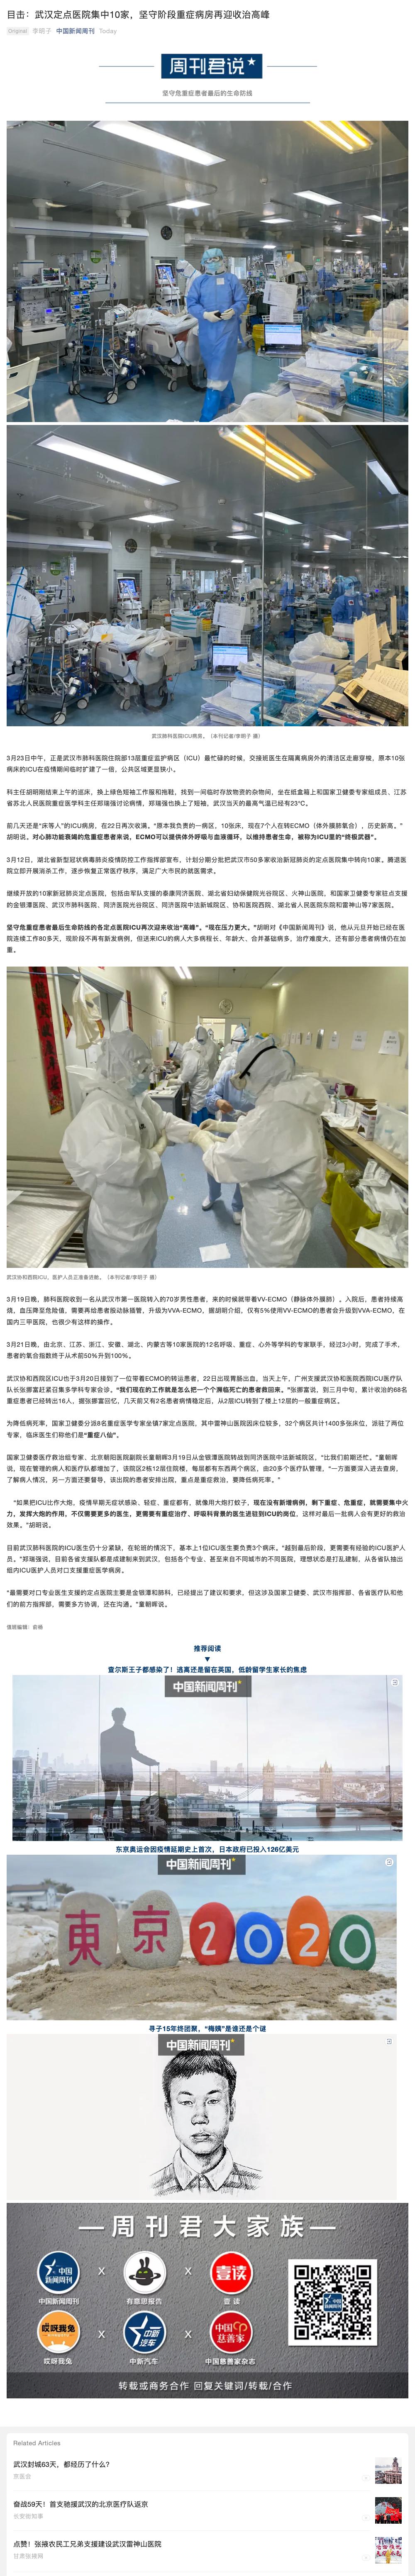 目击：武汉定点医院集中10家，坚守阶段重症病房再迎收治高峰
Original 李明子 中国新闻周刊 Today
周刊君说
坚守危重症患者最后的生命防线
武汉肺科医院ICU病房。（本刊记者/李明子 摄）
3月23日中午，正是武汉市肺科医院住院部13层重症监护病区（ICU）最忙碌的时候，交接班医生在隔离病房外的清洁区走廊穿梭，原本10张
病床的ICU在疫情期间临时扩建了一倍，公共区域更显狭小。
科主任胡明刚结束上午的巡床，换上绿色短袖工作服和拖鞋，找到一间临时存放物资的杂物间，坐在纸盒箱上和国家卫健委专家组成员、江苏
省苏北人民医院重症医学科主任郑瑞强讨论病情，郑瑞强也换上了短袖，武汉当天的最高气温已经有23℃。
前几天还是“床等人”的ICU病房，在22日再次收满。“原本我负责的一病区，10张床，现在7个人在转ECMO（体外膜肺氧合），历史新高。”
胡明说。对心肺功能衰竭的危重症患者来说，ECMO可以提供体外呼吸与血液循环，以维持患者生命，被称为ICU里的“终极武器”。
3月12日，湖北省新型冠状病毒肺炎疫情防控工作指挥部宣布，计划分期分批把武汉市50多家收治新冠肺炎的定点医院集中转向10家。腾退医
院立即开展消杀工作，逐步恢复正常医疗秩序，满足广大市民的就医需求。
继续开放的10家新冠肺炎定点医院，包括由军队支援的泰康同济医院、湖北省妇幼保健院光谷院区、火神山医院，和国家卫健委专家驻点支援
的金银潭医院、武汉市肺科医院、同济医院光谷院区、同济医院中法新城院区、协和医院西院、湖北省人民医院东院和雷神山等7家医院。
坚守危重症患者最后生命防线的各定点医院ICU再次迎来收治“高峰”。“现在压力更大。”胡明对《中国新闻周刊》说，他从元旦开始已经在医
院连续工作80多天，现阶段不再有新发病例，但送来ICU的病人大多病程长、年龄大、合并基础病多，治疗难度大，还有部分患者病情仍在加
重。
武汉协和西院ICU，医护人员正准备进舱。（本刊记者/李明子 摄）
3月19日晚，肺科医院收到一名从武汉市第一医院转入的70岁男性患者，来的时候就带着VV-ECMO（静脉体外膜肺）。入院后，患者持续高
烧，血压降至危险值，需要再给患者股动脉插管，升级为VVA-ECMO，据胡明介绍，仅有5%使用VV-ECMO的患者会升级到VVA-ECMO，在
国内三甲医院，也很少有这样的操作。
3月21日晚，由北京、江苏、浙江、安徽、湖北、内蒙古等10家医院的12名呼吸、重症、心外等学科的专家联手，经过3小时，完成了手术，
患者的氧合指数终于从术前50%升到100%。
武汉协和西院区ICU也于3月20日接到了一位带着ECMO的转运患者，22日出现胃肠出血，当天上午，广州支援武汉协和医院西院ICU医疗队
队长张挪富赶紧召集多学科专家会诊。“我们现在的工作就是怎么把一个个濒临死亡的患者救回来。”张挪富说，到三月中旬，累计收治的68名
重症患者已经转出16人，据张挪富回忆，几天前又有2名患者病情稳定后，从2层ICU转到了楼上12层的一般重症病区。
为降低病死率，国家卫健委分派8名重症医学专家坐镇7家定点医院，其中雷神山医院因床位较多，32个病区共计1400多张床位，派驻了两位
专家，临床医生们称他们是“重症八仙”。
国家卫健委医疗救治组专家、北京朝阳医院副院长童朝晖3月19日从金银潭医院转战到同济医院中法新城院区，“比我们前期还忙。”童朝晖
说，现在管理的病人和医疗队都增加了，该院区2栋12层住院楼，每层都有东西两个病区，由20多个医疗队管理，“一方面要深入进去查房，
了解病人情况，另一方面还要督导，该出院的患者安排出院，重点是重症救治，要降低病死率。”
“如果把ICU比作大炮，疫情早期无症状感染、轻症、重症都有，就像用大炮打蚊子，现在没有新增病例，剩下重症、危重症，就需要集中火
力，发挥大炮的作用，不仅需要更多的医生，更需要有重症治疗、呼吸科背景的医生进驻到ICU的岗位，这样对最后一批病人会有更好的救治
效果。”胡明说。
目前武汉肺科医院的ICU医生仍十分紧缺，在轮班的情况下，基本上1位ICU医生要负责3个病床。“越到最后阶段，更需要有经验的ICU医护人
员。”郑瑞强说，目前各省支援队都是成建制来到武汉，包括各个专业、甚至来自不同城市的不同医院，理想状态是打乱建制，从各省队抽出
组内ICU医护人员对口支援重症医学病房。
“最需要对口专业医生支援的定点医院主要是金银潭和肺科，已经提出了建议和要求，但这涉及国家卫健委、武汉市指挥部、各省医疗队和他
们的前方指挥部，需要多方协调，还在沟通。”童朝晖说。
值班编辑：俞杨
推荐阅读
▼
查尔斯王子都感染了！逃离还是留在英国，低龄留学生家长的焦虑
中国新闻周刊
东京奥运会因疫情延期史上首次，日本政府已投入126亿美元
中国新闻周刊
東京2020
寻子15年终团聚，“梅姨”是谁还是个谜
中国新闻周刊
—周刊君大家族—
中国新闻周刊 X X 壹读
中国新闻周刊 有意思报告 壹读
哎呀我兔 X 中新汽车 X 中国慈善家
哎呀我兔 中新汽车 中国慈善家杂志
转载或商务合作 回复关键词/转载/合作
Related Articles
武汉封城63天，都经历了什么？
京医会
奋战59天！首支驰援武汉的北京医疗队返京
长安街知事
点赞！张掖农民工兄弟支援建设武汉雷神山医院
甘肃张掖网